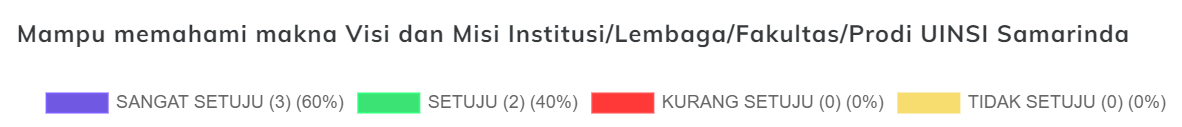 Mampu memahami makna Visi dan Misi Institusi/Lembaga/Fakultas/Prodi UINSI Samarinda
SANGAT SETUJU (3) (60%) SETUJU (2) (40%) KURANG SETUJU (0) (0%) TIDAK SETUJU (0) (0%)